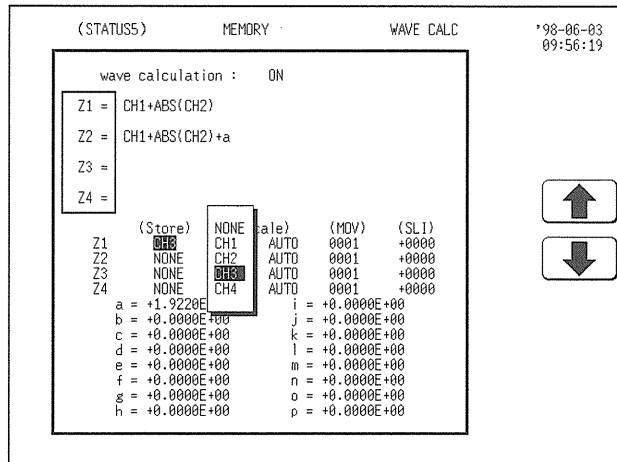 (STATUS5) MEMORY WAVE CALC '98-06-03
09:56:19
wave calculation : ON
Z1 = CH1+ABS(CH2)
Z2 = CH1+ABS(CH2)+a
Z3 =
Z4 =
(Store) NONE cale) (MOV) (SLI)
Z1 CH3 CH1 AUTO 0001 +0000
Z2 NONE CH2 AUTO 0001 +0000
Z3 NONE CH3 AUTO 0001 +0000
Z4 NONE CH4 AUTO 0001 +0000
a = +1.9220E i = +0.0000E+00
b = +0.0000E+00 j = +0.0000E+00
c = +0.0000E+00 k = +0.0000E+00
d = +0.0000E+00 l = +0.0000E+00
e = +0.0000E+00 m = +0.0000E+00
f = +0.0000E+00 n = +0.0000E+00
g = +0.0000E+00 o = +0.0000E+00
h = +0.0000E+00 p = +0.0000E+00